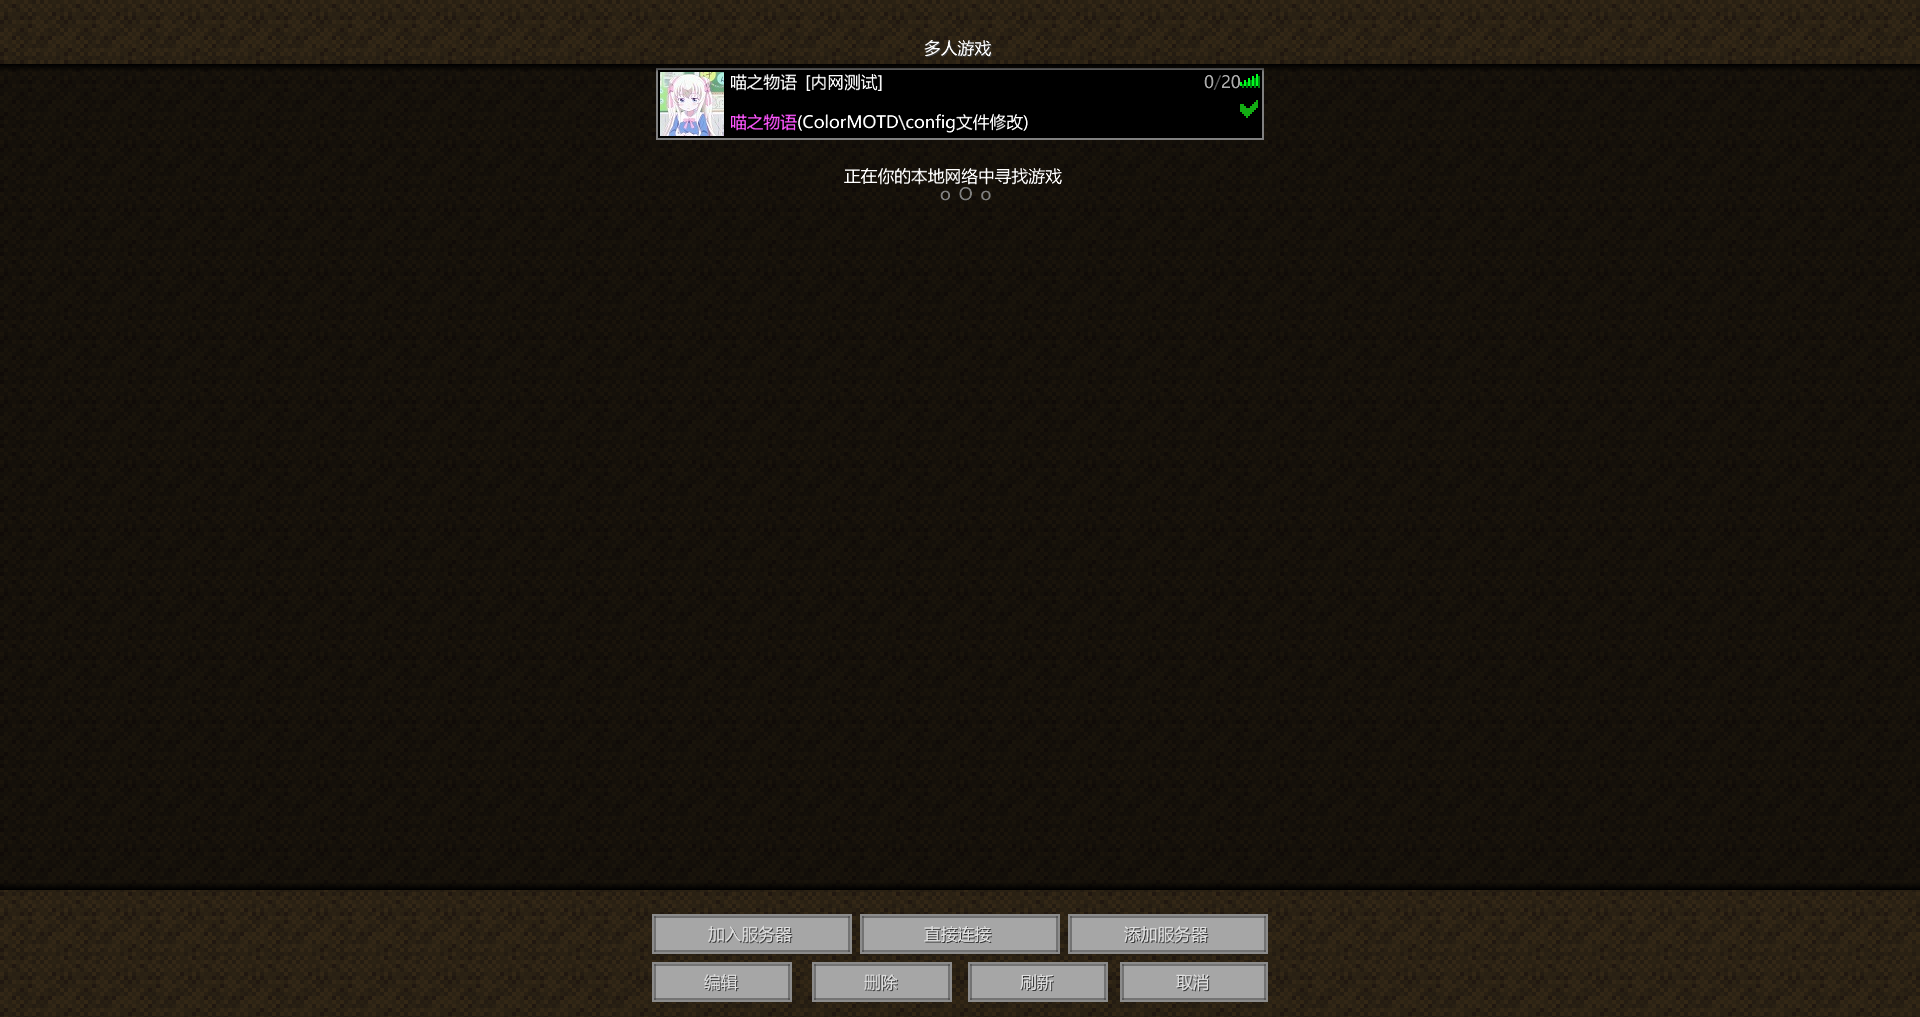 多人游戏
喵之物语 [内网测试] 0/20
喵之物语(ColorMOTD\config文件修改)
正在你的本地网络中寻找游戏
o O o
加入服务器 直接连接 添加服务器
编辑 删除 刷新 取消